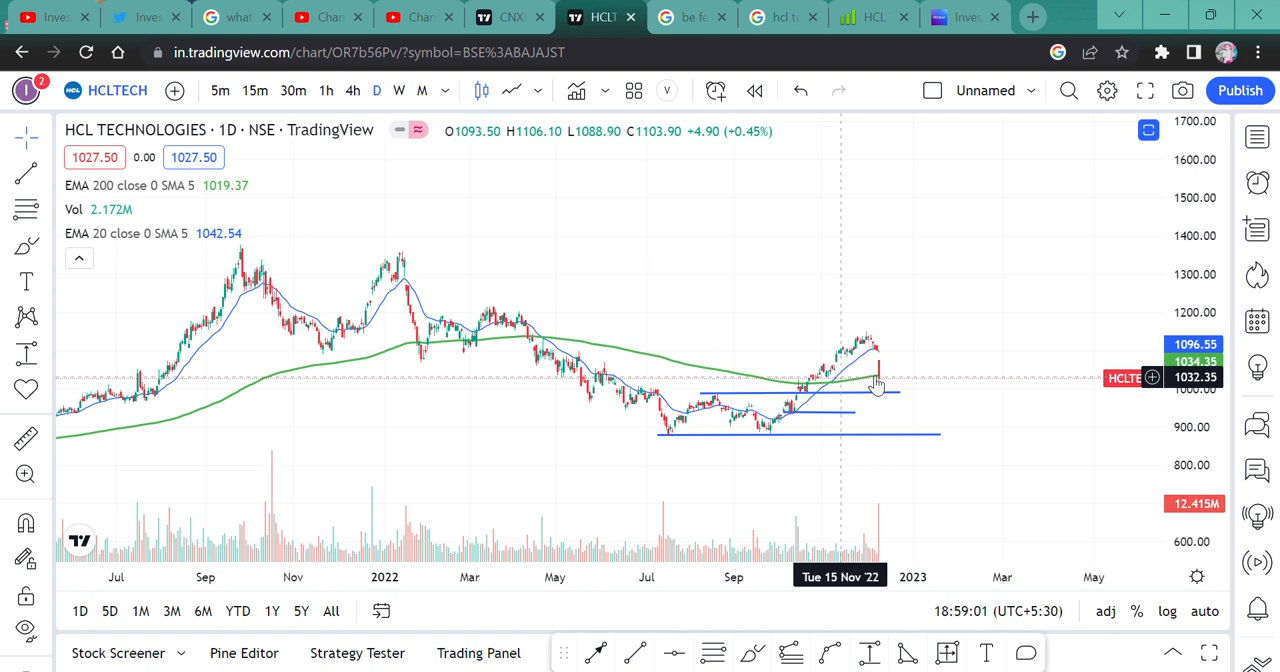 Inves
Inves
what
Chan
Chan
CNX
HCLT
be fe
hcl t
HCL
Inves
in.tradingview.com/chart/OR7b56Pv/?symbol=BSE%3ABAJAJST
I 2 HCL HCLTECH 5m 15m 30m 1h 4h D W M V Unnamed Publish
HCL TECHNOLOGIES · 1D · NSE · TradingView O1093.50 H1106.10 L1088.90 C1103.90 +4.90 (+0.45%)
1027.50 0.00 1027.50
EMA 200 close 0 SMA 5 1019.37
Vol 2.172M
EMA 20 close 0 SMA 5 1042.54
1700.00
1600.00
1500.00
1400.00
1300.00
1200.00
1096.55
1034.35
HCLTE 1032.35
1000.00
900.00
800.00
12.415M
600.00
Jul Sep Nov 2022 Mar May Jul Sep Tue 15 Nov '22 2023 Mar May
1D 5D 1M 3M 6M YTD 1Y 5Y All 18:59:01 (UTC+5:30) adj % log auto
Stock Screener Pine Editor Strategy Tester Trading Panel T